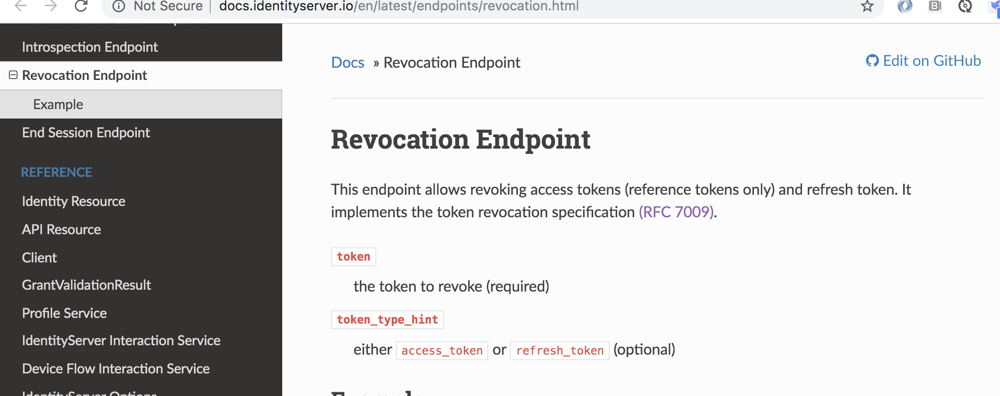 Not Secure | docs.identityserver.io/en/latest/endpoints/revocation.html
Introspection Endpoint
Revocation Endpoint
Example
End Session Endpoint
REFERENCE
Identity Resource
API Resource
Client
GrantValidationResult
Profile Service
IdentityServer Interaction Service
Device Flow Interaction Service
IdentityServer Options
Docs » Revocation Endpoint
Edit on GitHub
Revocation Endpoint
This endpoint allows revoking access tokens (reference tokens only) and refresh token. It
implements the token revocation specification (RFC 7009).
token
the token to revoke (required)
token_type_hint
either access_token or refresh_token (optional)
Example